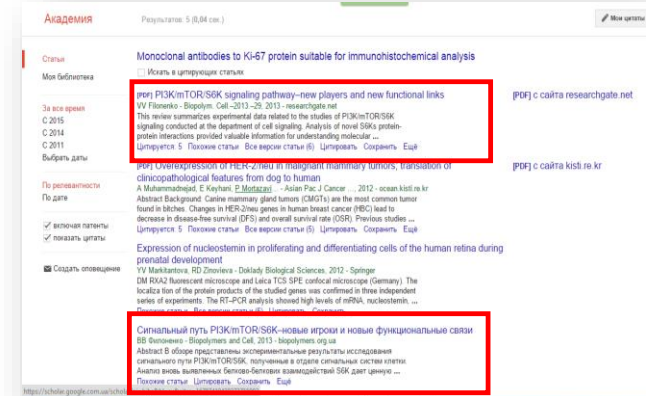 Академия
Результатов: 5 (0,04 сек.)
Мои цитаты
Статьи
Моя библиотека
За все время
С 2015
С 2014
С 2011
Выбрать даты
По релевантности
По дате
включая патенты
показать цитаты
Создать оповещение
Monoclonal antibodies to Ki-67 protein suitable for immunohistochemical analysis
Искать в цитирующих статьях
[PDF] PI3K/mTOR/S6K signaling pathway–new players and new functional links
VV Filonenko - Biopolym. Cell.–2013.–29, 2013 - researchgate.net
This review summarizes experimental data related to the studies of PI3K/mTOR/S6K
signaling conducted at the department of cell signaling. Analysis of novel S6Ks protein-
protein interactions provided valuable information for understanding molecular ...
Цитируется: 5 Похожие статьи Все версии статьи (6) Цитировать Сохранить Ещё
[PDF] с сайта researchgate.net
[PDF] Overexpression of HER-2/neu in malignant mammary tumors; translation of
clinicopathological features from dog to human
A Muhammadnejad, E Keyhani, P Mortazavi... - Asian Pac J Cancer ..., 2012 - ocean.kisti.re.kr
Abstract Background: Canine mammary gland tumors (CMGTs) are the most common tumor
found in bitches. Changes in HER-2/neu genes in human breast cancer (HBC) lead to
decrease in disease-free survival (DFS) and overall survival rate (OSR). Previous studies ...
Цитируется: 5 Похожие статьи Все версии статьи (5) Цитировать Сохранить Ещё
[PDF] с сайта kisti.re.kr
Expression of nucleostemin in proliferating and differentiating cells of the human retina during
prenatal development
YV Markitantova, RD Zinovieva - Doklady Biological Sciences, 2012 - Springer
DM RXA2 fluorescent microscope and Leica TCS SPE confocal microscope (Germany). The
localiza tion of the protein products of the studied genes was confirmed in three independent
series of experiments. The RT–PCR analysis showed high levels of mRNA, nucleostemin, ...
Похожие статьи Все версии статьи (6) Цитировать Сохранить
Сигнальный путь PI3K/mTOR/S6K–новые игроки и новые функциональные связи
ВВ Филоненко - Biopolymers and Cell, 2013 - biopolymers.org.ua
Abstract В обзоре представлены экспериментальные результаты исследования
сигнального пути PI3K/mTOR/S6K, полученные в отделе сигнальных систем клетки.
Анализ вновь выявленных белково-белковых взаимодействий S6K дает ценную ...
Похожие статьи Цитировать Сохранить Ещё